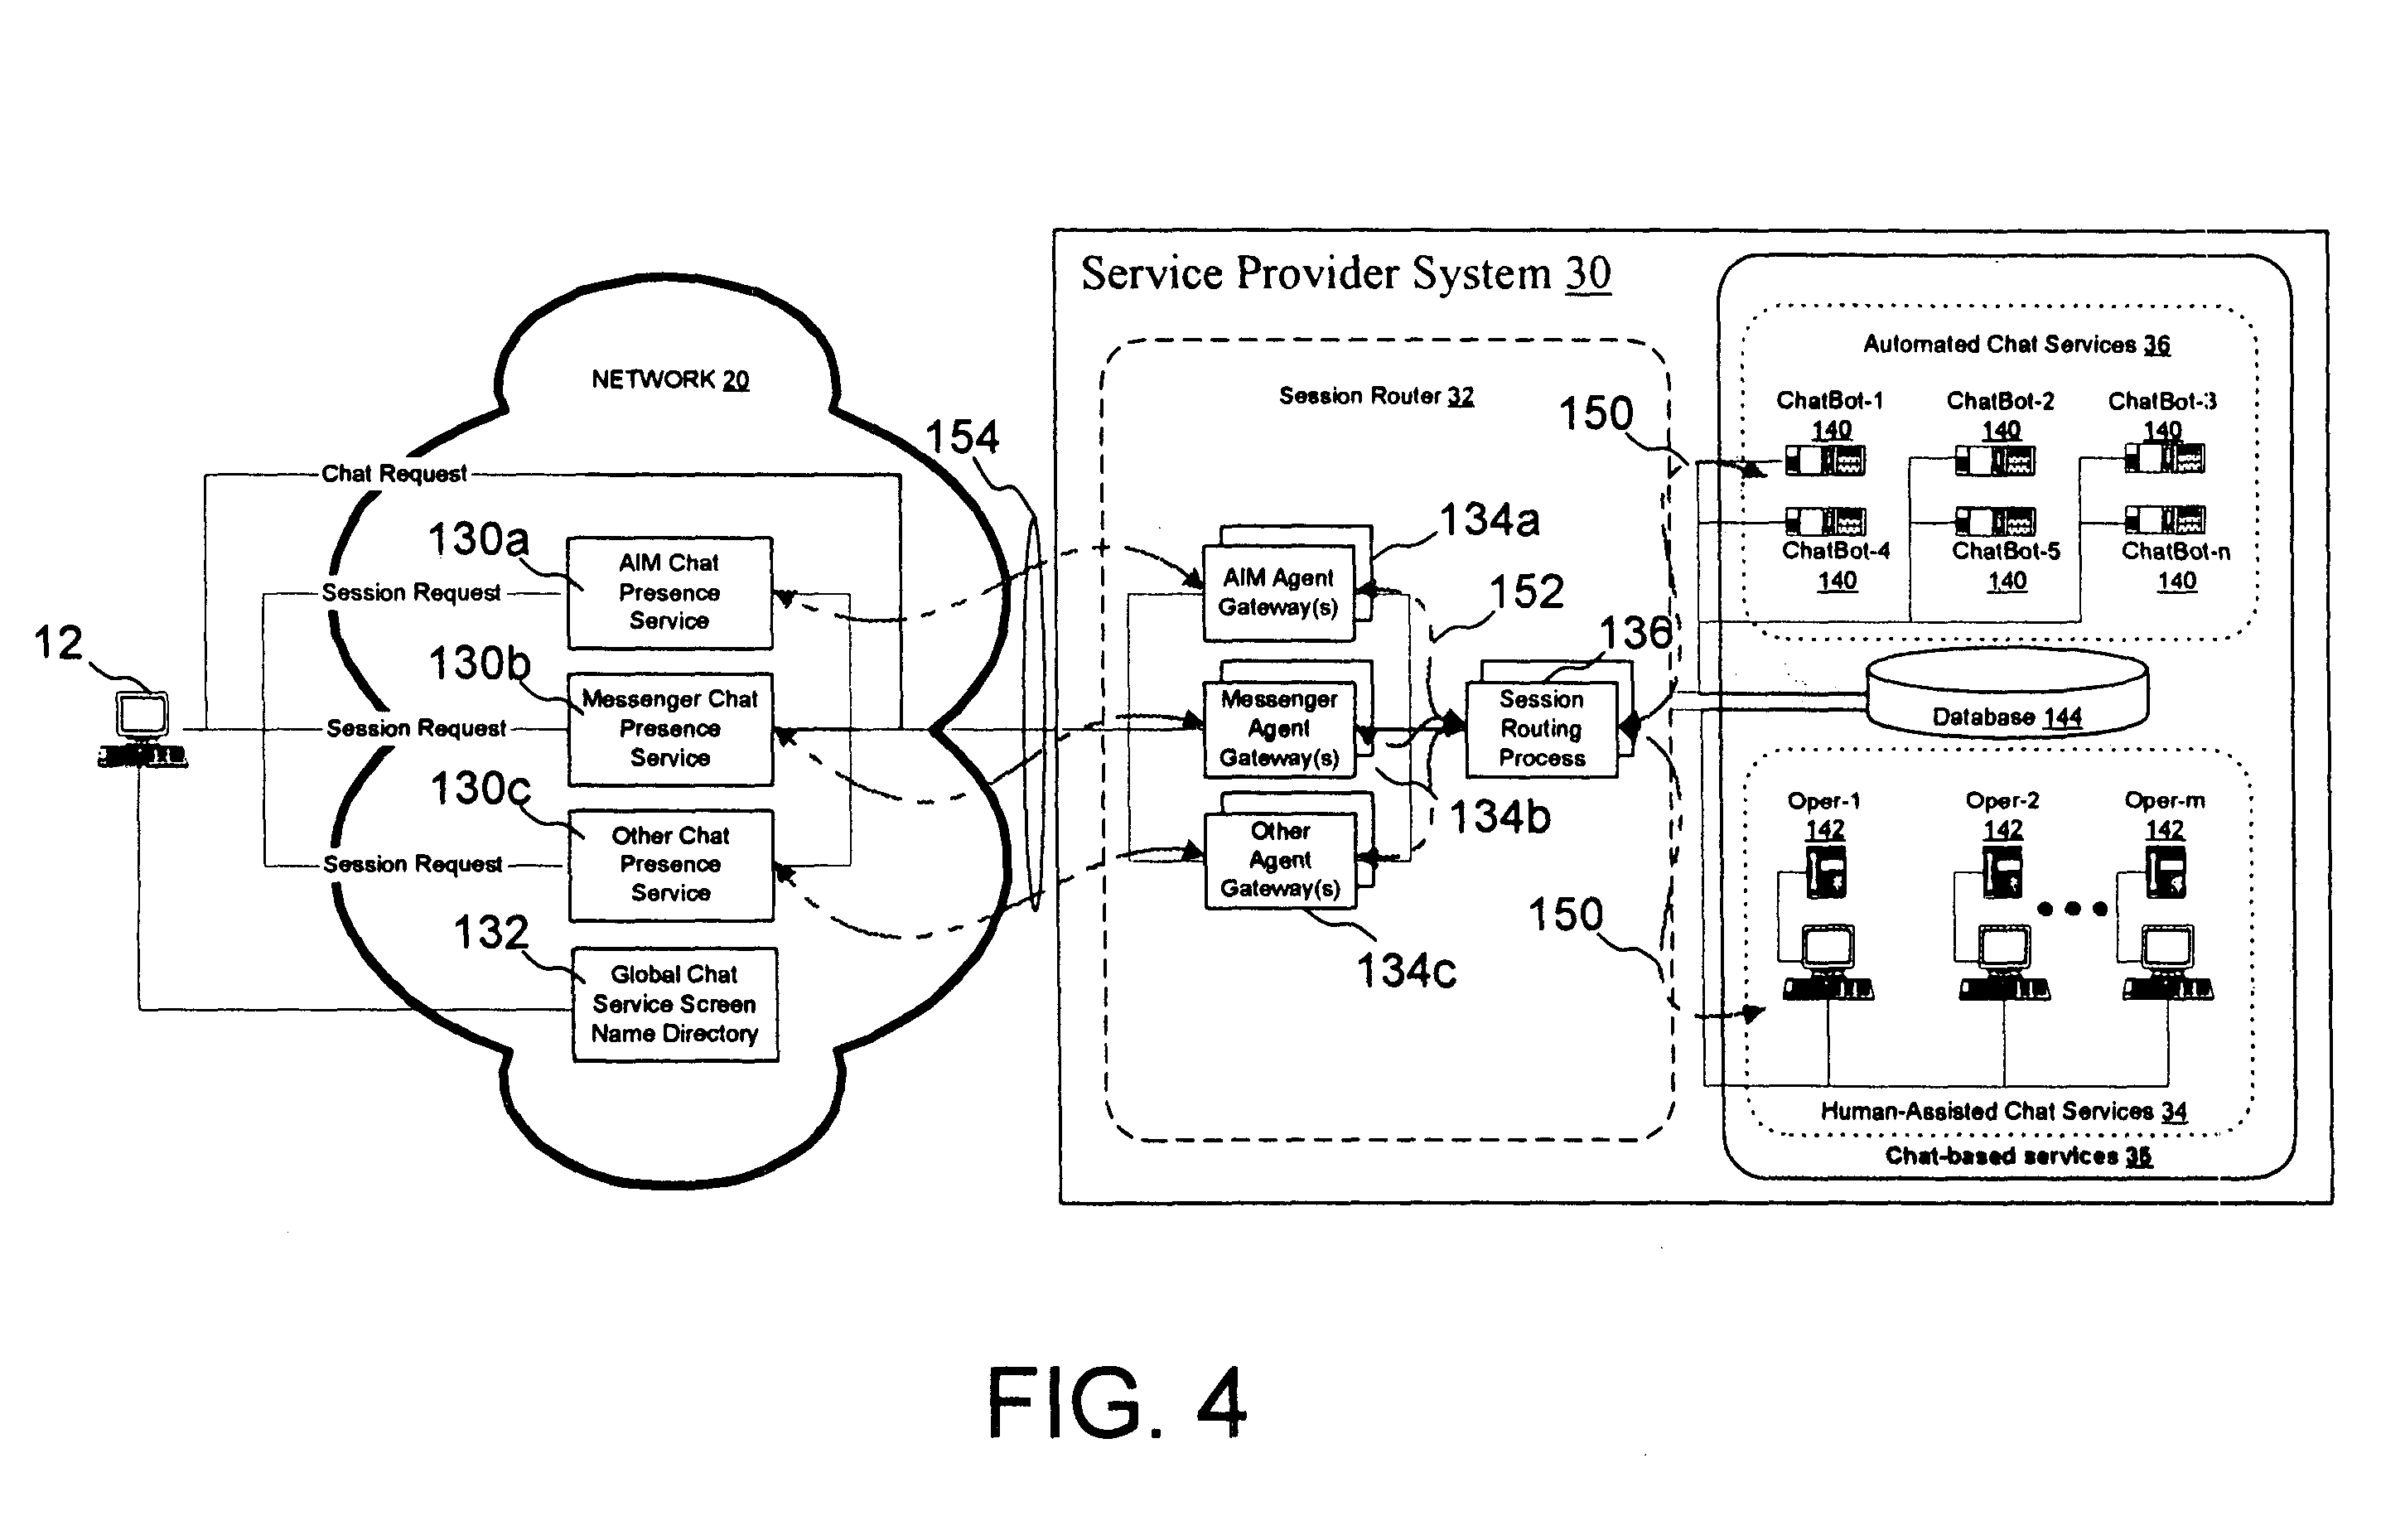 Service Provider System 30
NETWORK 20
Chat Request
154
130a
AIM Chat
Presence
Service
Session Request
12
130b
Messenger Chat
Presence
Service
Session Request
130c
Other Chat
Presence
Service
Session Request
132
Global Chat
Service Screen
Name Directory
Session Router 32
134a
AIM Agent
Gateway(s)
152
136
Messenger
Agent
Gateway(s)
Session
Routing
Process
134b
Other
Agent
Gateway(s)
134c
150
150
Automated Chat Services 36
ChatBot-1
140
ChatBot-2
140
ChatBot-3
140
ChatBot-4
140
ChatBot-5
140
ChatBot-n
140
Database 144
Oper-1
142
Oper-2
142
Oper-m
142
Human-Assisted Chat Services 34
Chat-based services 35
FIG. 4